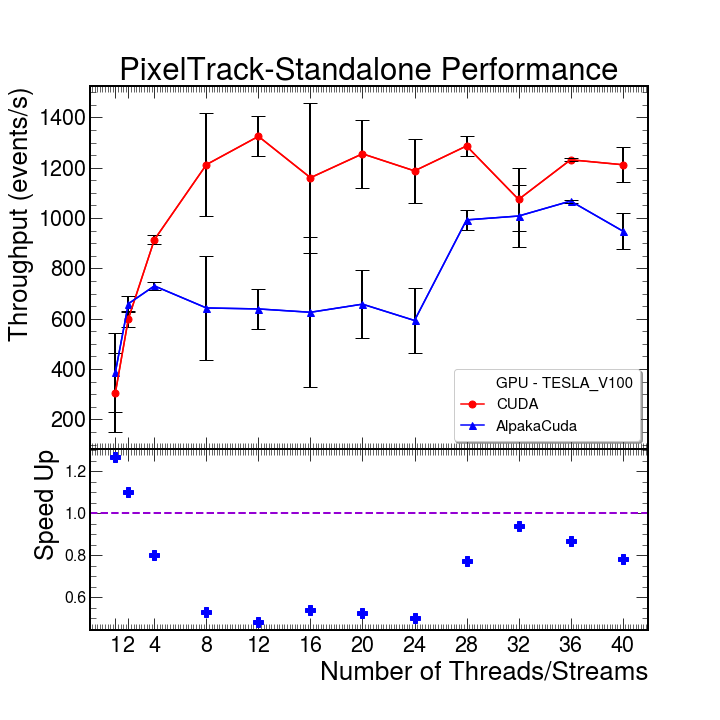 PixelTrack-Standalone Performance
Throughput (events/s)
1400
1200
1000
800
600
400
200
GPU - TESLA_V100
CUDA
AlpakaCuda
Speed Up
1.2
1.0
0.8
0.6
1 2 4 8 12 16 20 24 28 32 36 40
Number of Threads/Streams